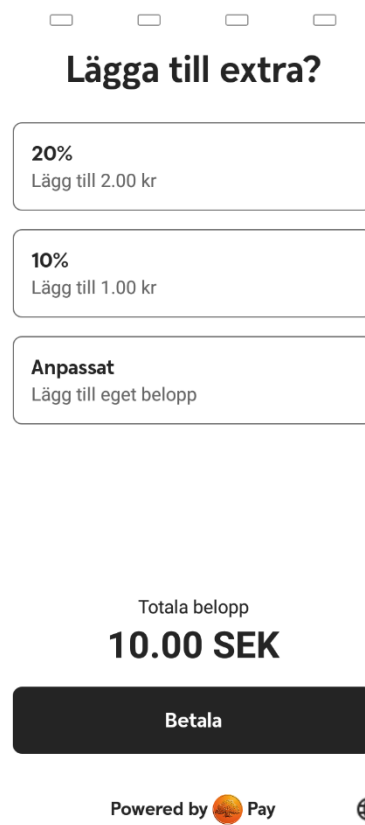 Lägga till extra?
20%
Lägg till 2.00 kr
10%
Lägg till 1.00 kr
Anpassat
Lägg till eget belopp
Totala belopp
10.00 SEK
Betala
Powered by Pay